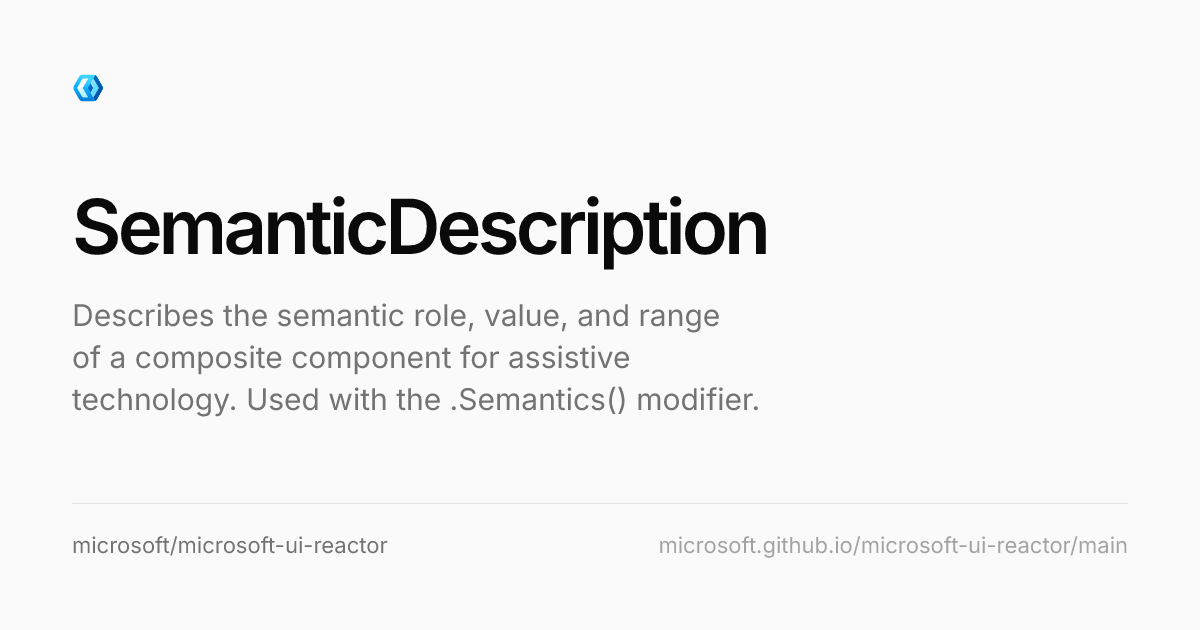 SemanticDescription
Describes the semantic role, value, and range
of a composite component for assistive
technology. Used with the .Semantics() modifier.
microsoft/microsoft-ui-reactor
microsoft.github.io/microsoft-ui-reactor/main